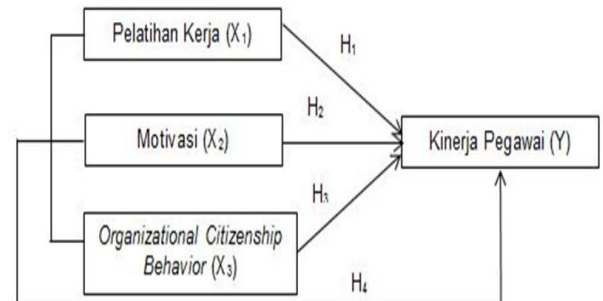 Pelatihan Kerja (X₁)
H₁
H₂
Motivasi (X₂)
Kinerja Pegawai (Y)
H₃
Organizational Citizenship
Behavior (X₃)
H₄